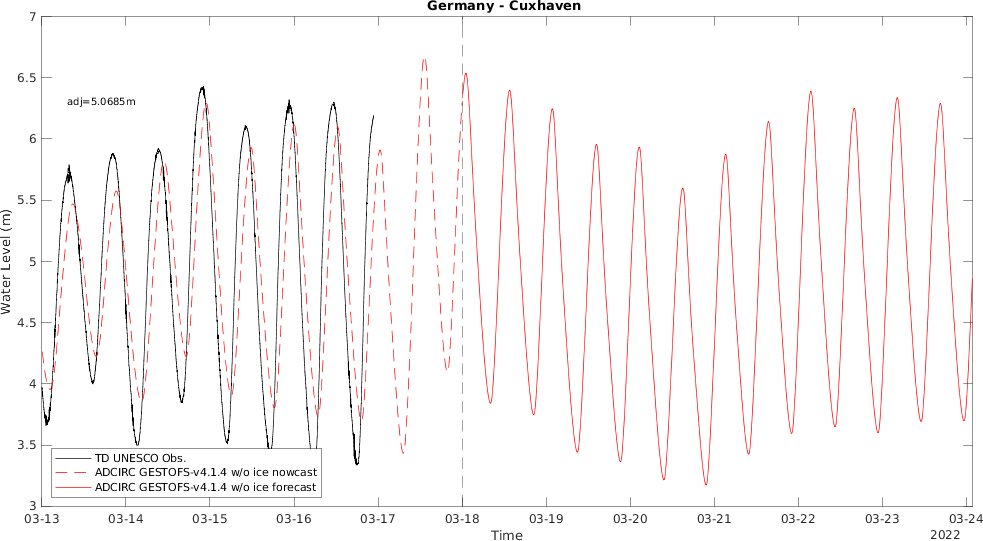 Germany - Cuxhaven
7
6.5
6
5.5
5
4.5
4
3.5
3
Water Level (m)
adj=5.0685m
TD UNESCO Obs.
ADCIRC GESTOFS-v4.1.4 w/o ice nowcast
ADCIRC GESTOFS-v4.1.4 w/o ice forecast
03-13 03-14 03-15 03-16 03-17 03-18 03-19 03-20 03-21 03-22 03-23 03-24
Time
2022